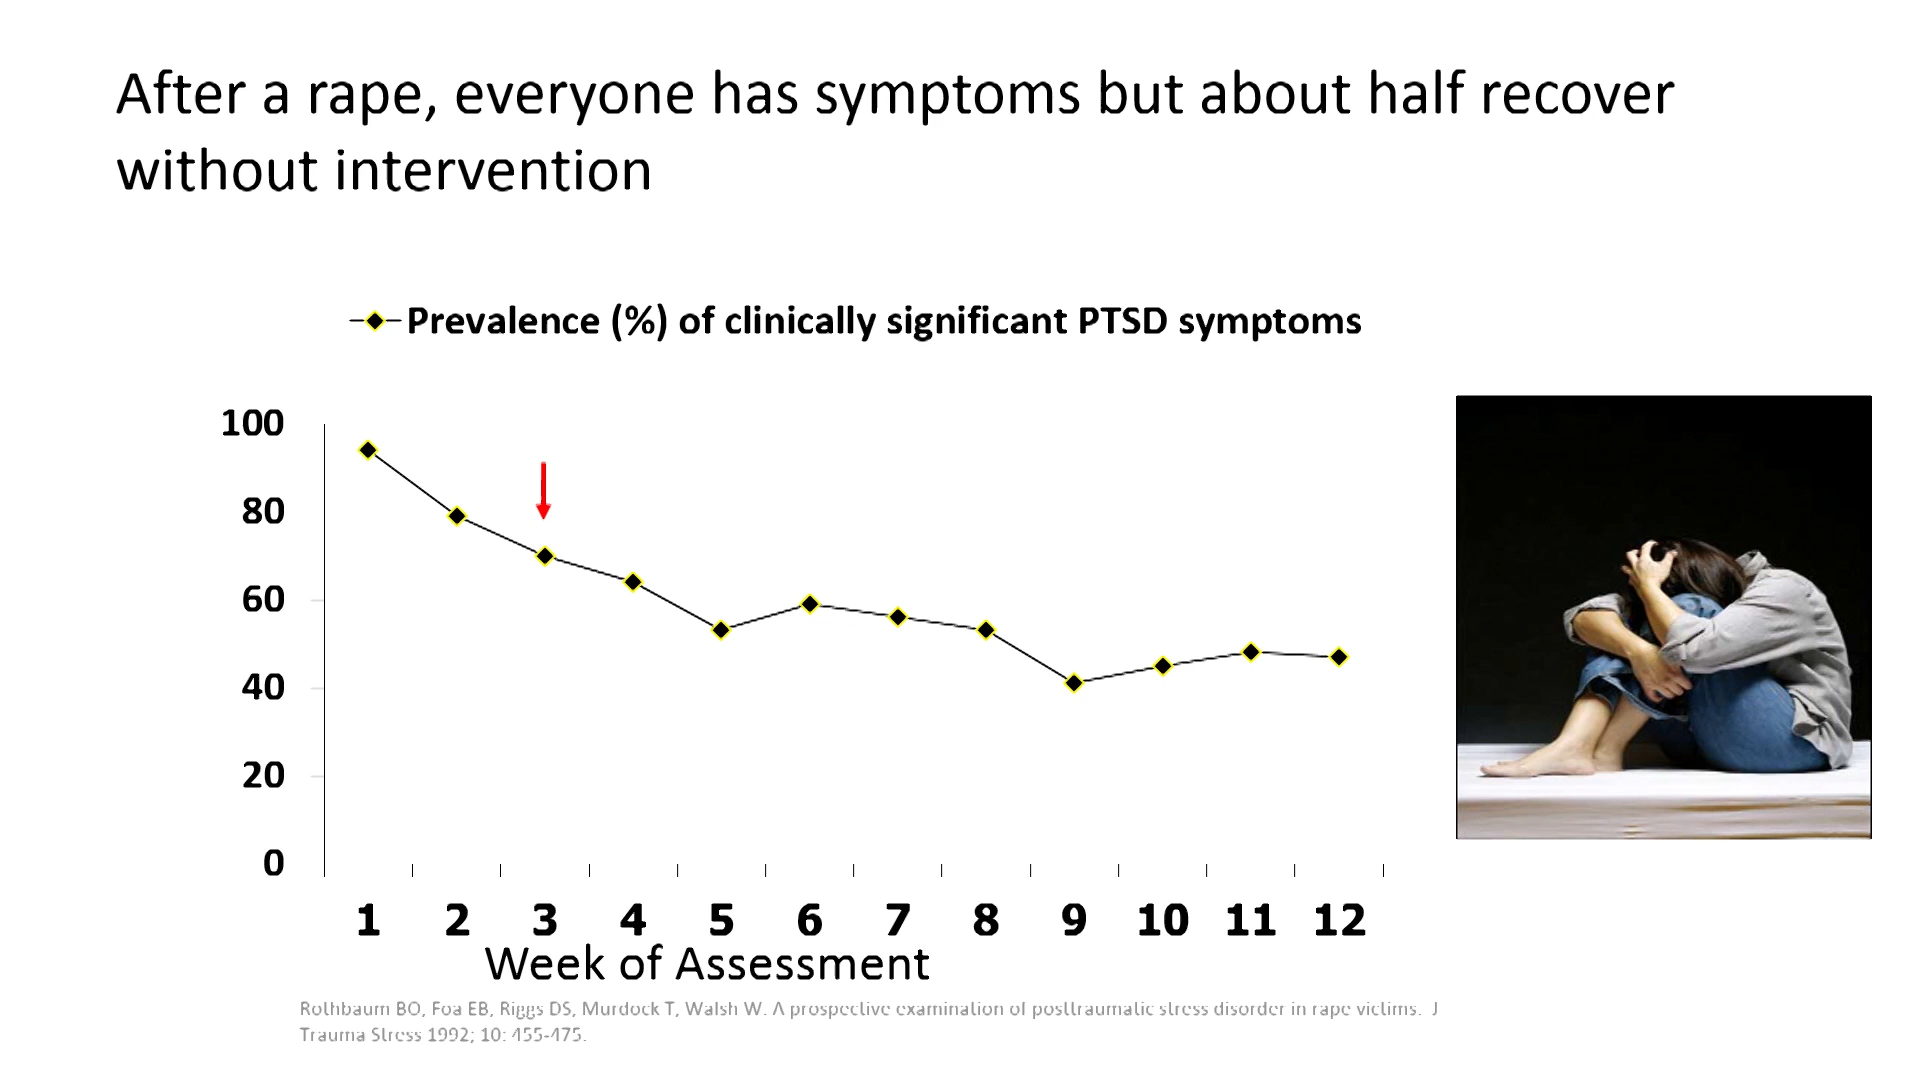 After a rape, everyone has symptoms but about half recover
without intervention
Prevalence (%) of clinically significant PTSD symptoms
100
80
60
40
20
0
1 2 3 4 5 6 7 8 9 10 11 12
Week of Assessment
Rothbaum BO, Foa EB, Riggs DS, Murdock T, Walsh W. A prospective examination of posttraumatic stress disorder in rape victims. J
Trauma Stress 1992; 10: 455-475.